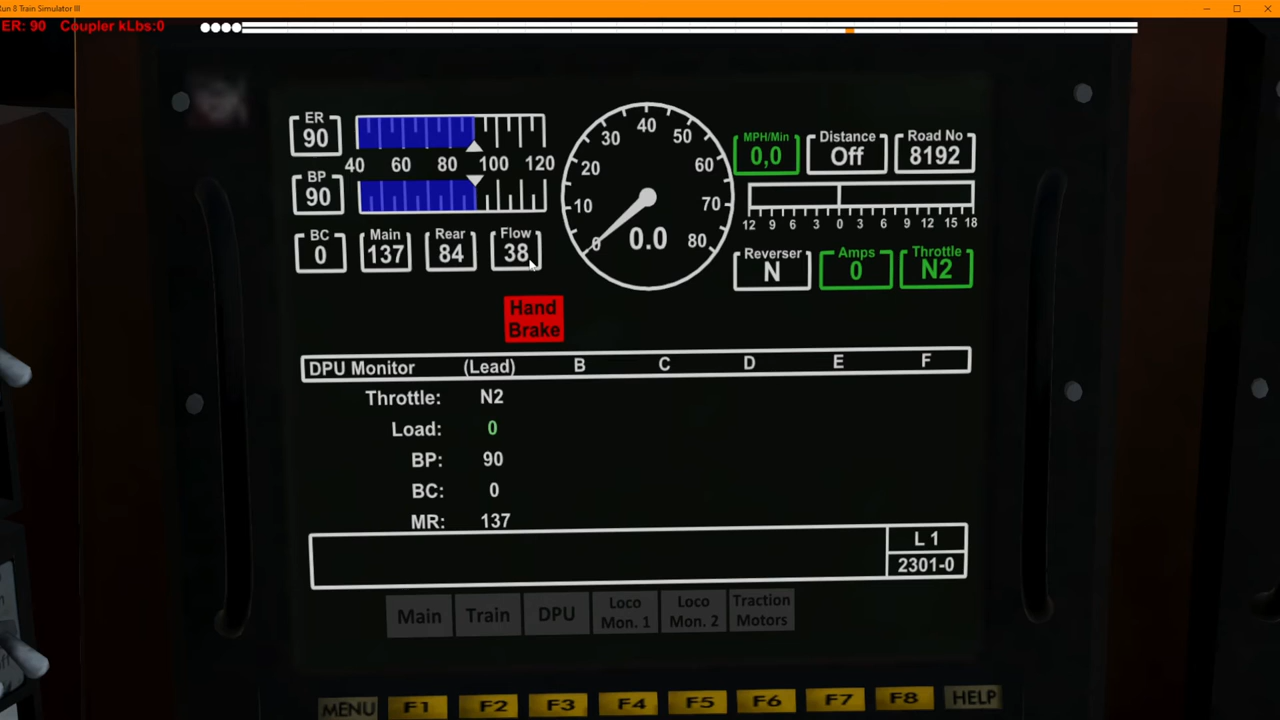 Run 8 Train Simulator III
ER: 90 Coupler kLbs:0
ER
90
40 60 80 100 120
BP
90
BC
0
Main
137
Rear
84
Flow
38
0 10 20 30 40 50 60 70 80
0.0
MPH/Min
0,0
Distance
Off
Road No
8192
12 9 6 3 0 3 6 9 12 15 18
Reverser
N
Amps
0
Throttle
N2
Hand
Brake
DPU Monitor (Lead) B C D E F
Throttle: N2
Load: 0
BP: 90
BC: 0
MR: 137
L 1
2301-0
Main
Train
DPU
Loco
Mon. 1
Loco
Mon. 2
Traction
Motors
MENU F1 F2 F3 F4 F5 F6 F7 F8 HELP